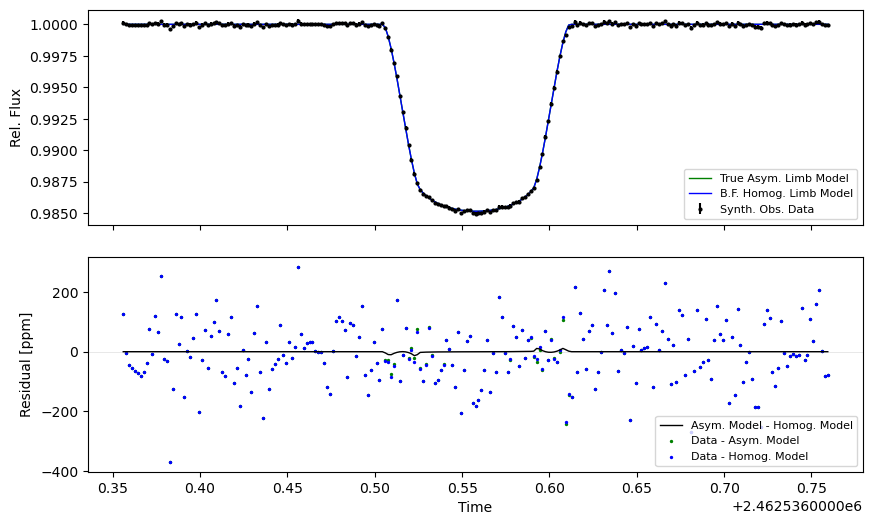 1.0000
0.9975
0.9950
0.9925
0.9900
0.9875
0.9850
Rel. Flux
True Asym. Limb Model
B.F. Homog. Limb Model
Synth. Obs. Data
200
0
−200
−400
Residual [ppm]
Asym. Model - Homog. Model
Data - Asym. Model
Data - Homog. Model
0.35 0.40 0.45 0.50 0.55 0.60 0.65 0.70 0.75
Time
+2.4625360000e6